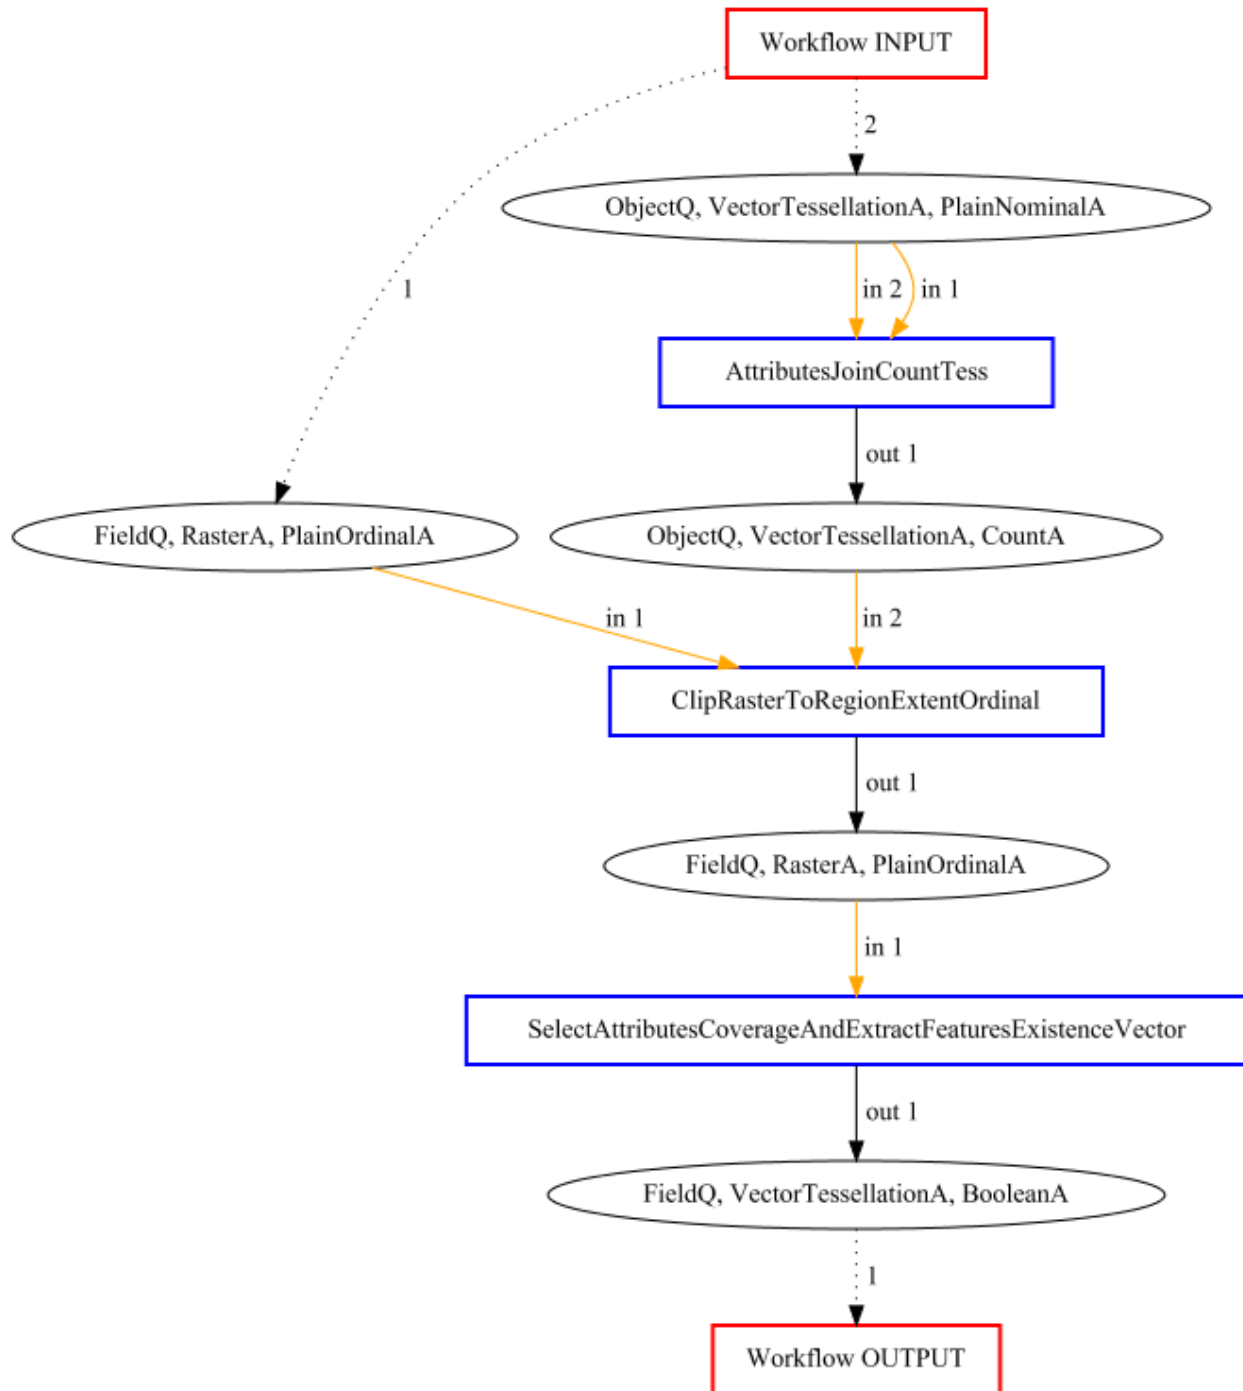 Workflow INPUT
2
ObjectQ, VectorTessellationA, PlainNominalA
1
in 2
in 1
AttributesJoinCountTess
out 1
FieldQ, RasterA, PlainOrdinalA
ObjectQ, VectorTessellationA, CountA
in 1
in 2
ClipRasterToRegionExtentOrdinal
out 1
FieldQ, RasterA, PlainOrdinalA
in 1
SelectAttributesCoverageAndExtractFeaturesExistenceVector
out 1
FieldQ, VectorTessellationA, BooleanA
1
Workflow OUTPUT